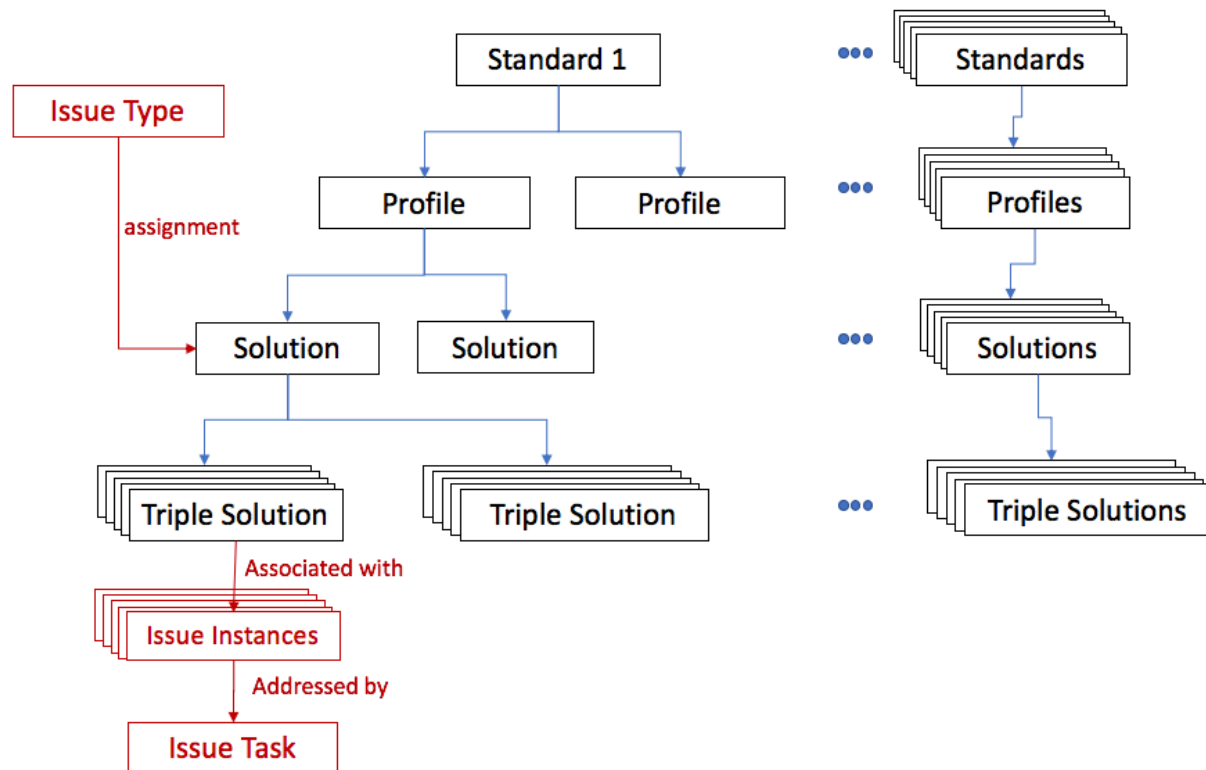 Standard 1
Standards
Issue Type
Profile
Profile
Profiles
assignment
Solution
Solution
Solutions
Triple Solution
Triple Solution
Triple Solutions
Associated with
Issue Instances
Addressed by
Issue Task